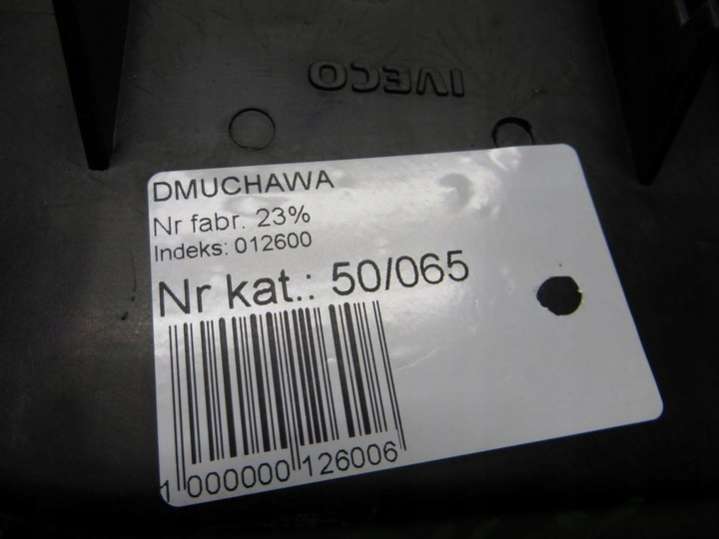 IVECO
DMUCHAWA
Nr fabr. 23%
Indeks: 012600
Nr kat.: 50/065
1 000000 126006